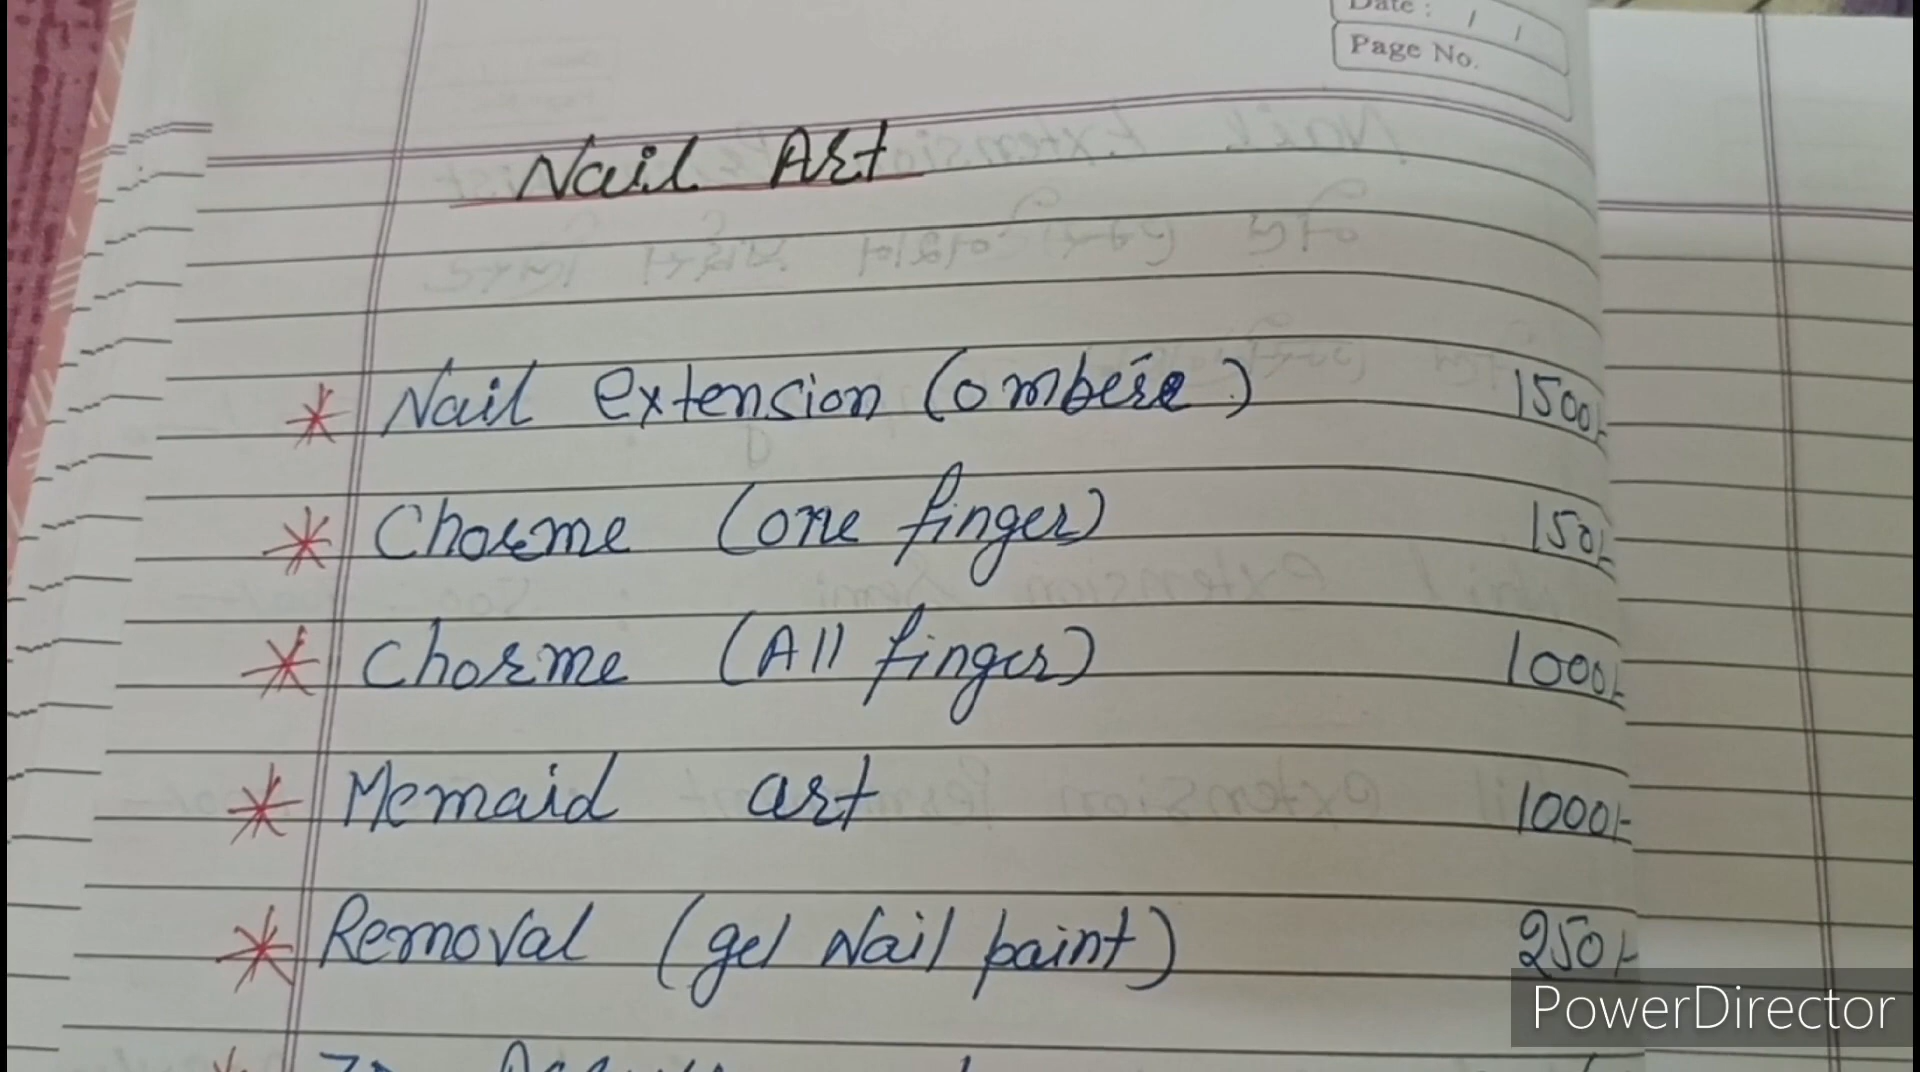 Date : / /
Page No.
Nail Art
* Nail extension (ombére) 1500/-
* Chorme (one finger) 150/-
* Chorme (All finger) 1000/-
* Memaid art 1000/-
* Removal (gel Nail paint) 250/-
PowerDirector